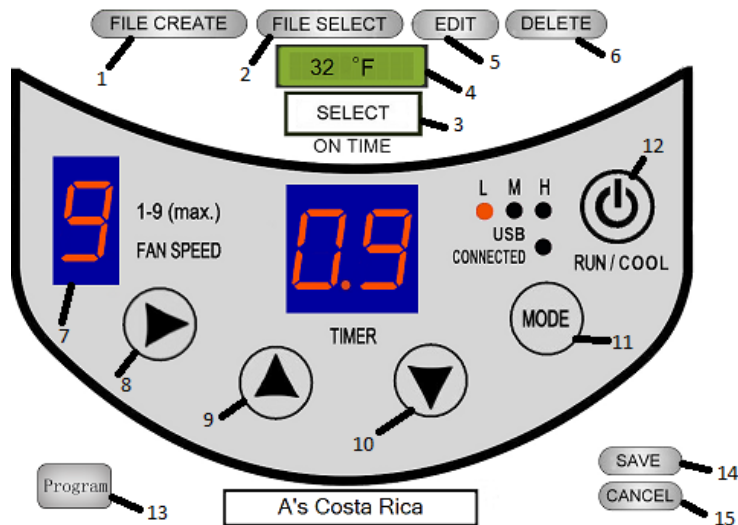 FILE CREATE FILE SELECT EDIT DELETE
1 2 5 6
32 °F
4
SELECT
3
ON TIME
12
9
1-9 (max.)
FAN SPEED
0.9
L M H
USB
CONNECTED
RUN / COOL
7
TIMER
MODE
11
8
9
10
Program
13
A's Costa Rica
SAVE
14
CANCEL
15